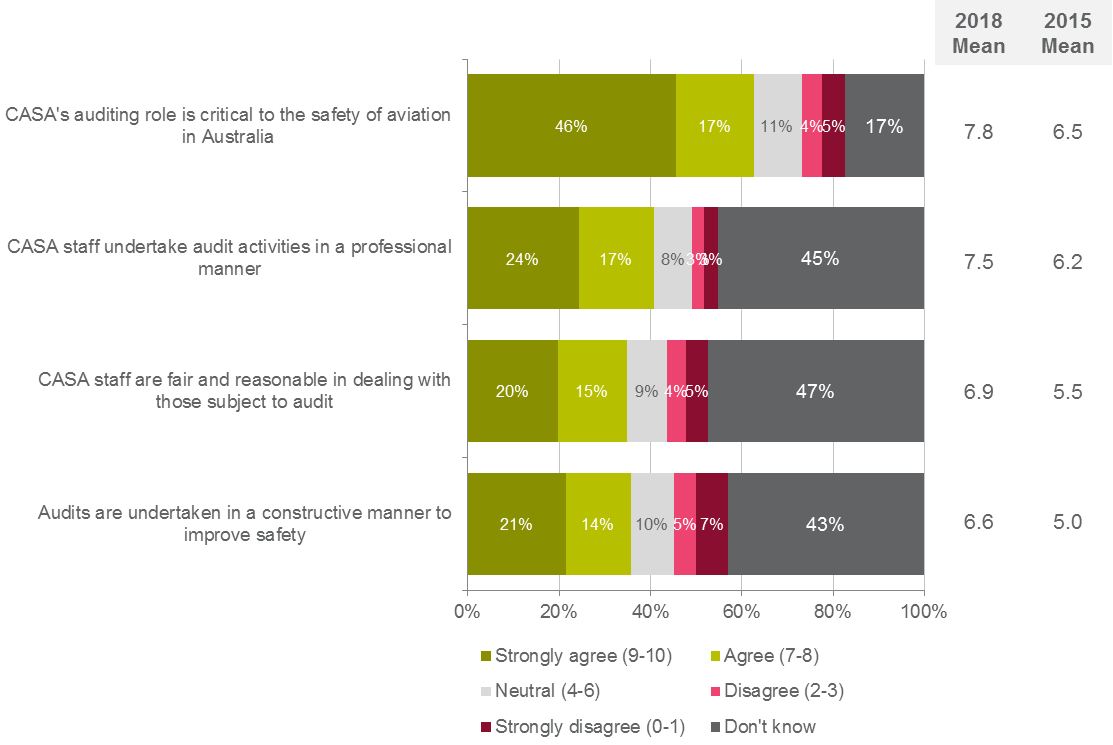 2018 Mean
2015 Mean
CASA's auditing role is critical to the safety of aviation
in Australia
46%
17%
11%
4%
5%
17%
7.8
6.5
CASA staff undertake audit activities in a professional
manner
24%
17%
8%
3%
3%
45%
7.5
6.2
CASA staff are fair and reasonable in dealing with
those subject to audit
20%
15%
9%
4%
5%
47%
6.9
5.5
Audits are undertaken in a constructive manner to
improve safety
21%
14%
10%
5%
7%
43%
6.6
5.0
0%
20%
40%
60%
80%
100%
Strongly agree (9-10)
Agree (7-8)
Neutral (4-6)
Disagree (2-3)
Strongly disagree (0-1)
Don't know